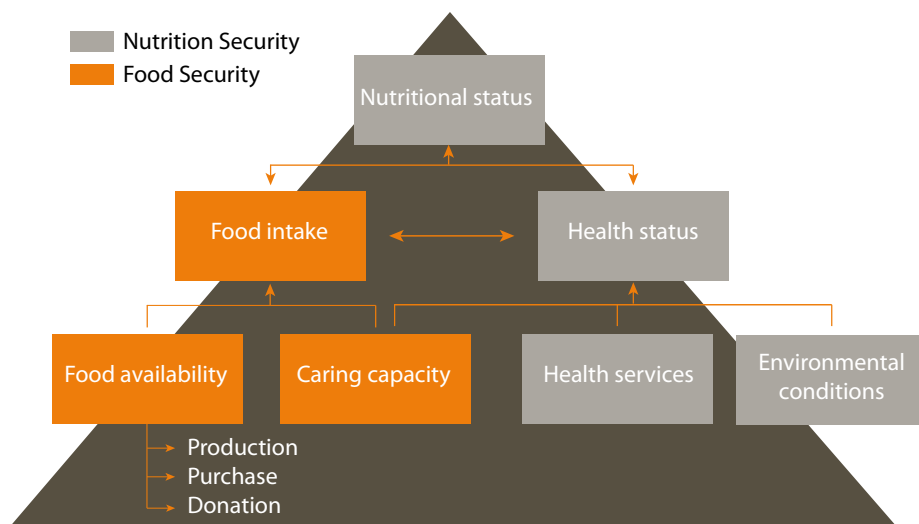 Nutrition Security
Food Security
Nutritional status
Food intake
Health status
Food availability
Caring capacity
Health services
Environmental
conditions
Production
Purchase
Donation